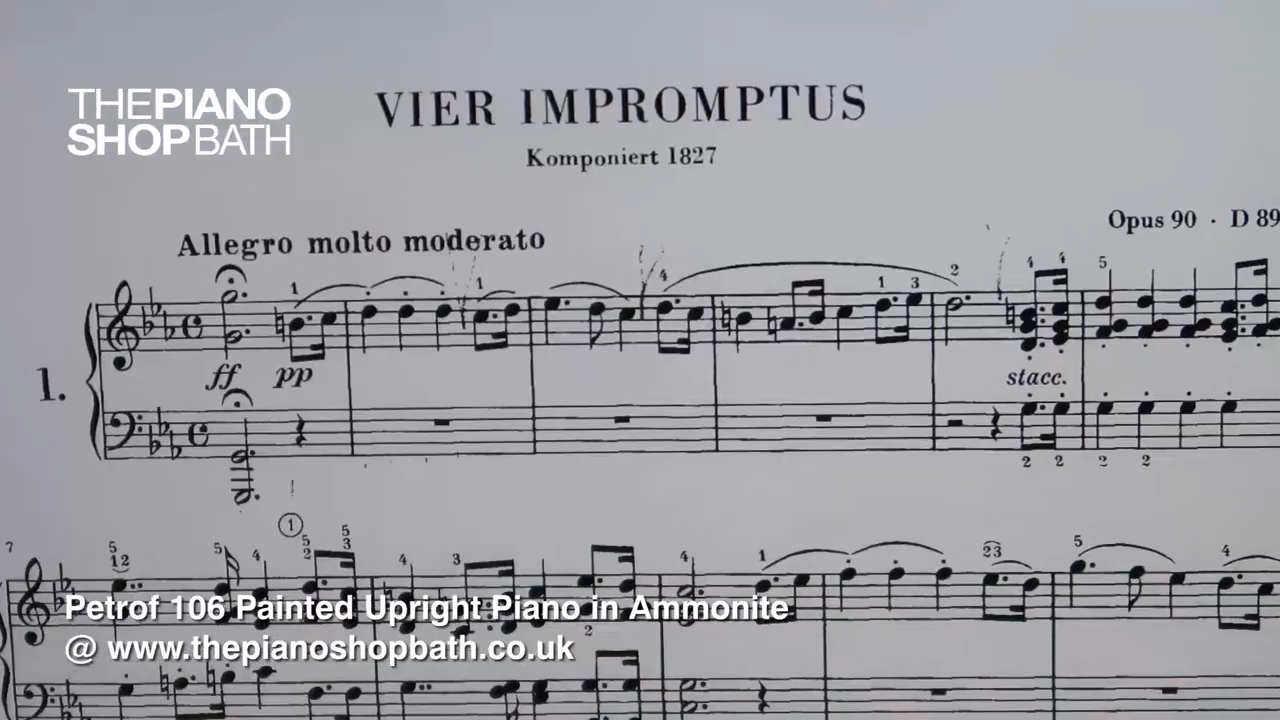 THEPIANO
SHOPBATH
VIER IMPROMPTUS
Komponiert 1827
Opus 90 · D 89
Allegro molto moderato
1.
ff pp
stacc.
7
Petrof 106 Painted Upright Piano in Ammonite
@ www.thepianoshopbath.co.uk